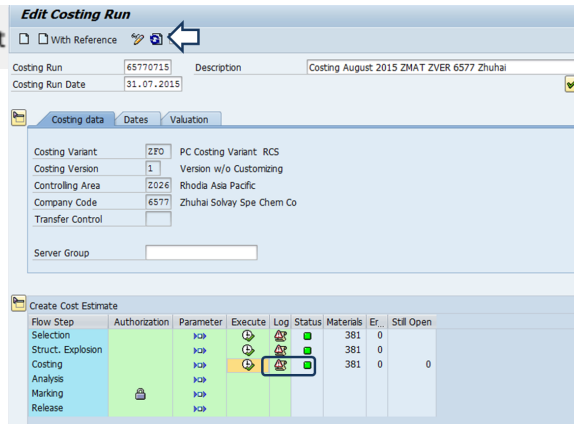 Edit Costing Run
With Reference
Costing Run 65770715 Description Costing August 2015 ZMAT ZVER 6577 Zhuhai
Costing Run Date 31.07.2015
Costing data Dates Valuation
Costing Variant ZFO PC Costing Variant RCS
Costing Version 1 Version w/o Customizing
Controlling Area Z026 Rhodia Asia Pacific
Company Code 6577 Zhuhai Solvay Spe Chem Co
Transfer Control
Server Group
Create Cost Estimate
Flow Step Authorization Parameter Execute Log Status Materials Er... Still Open
Selection 381 0
Struct. Explosion 381 0
Costing 381 0 0
Analysis
Marking
Release